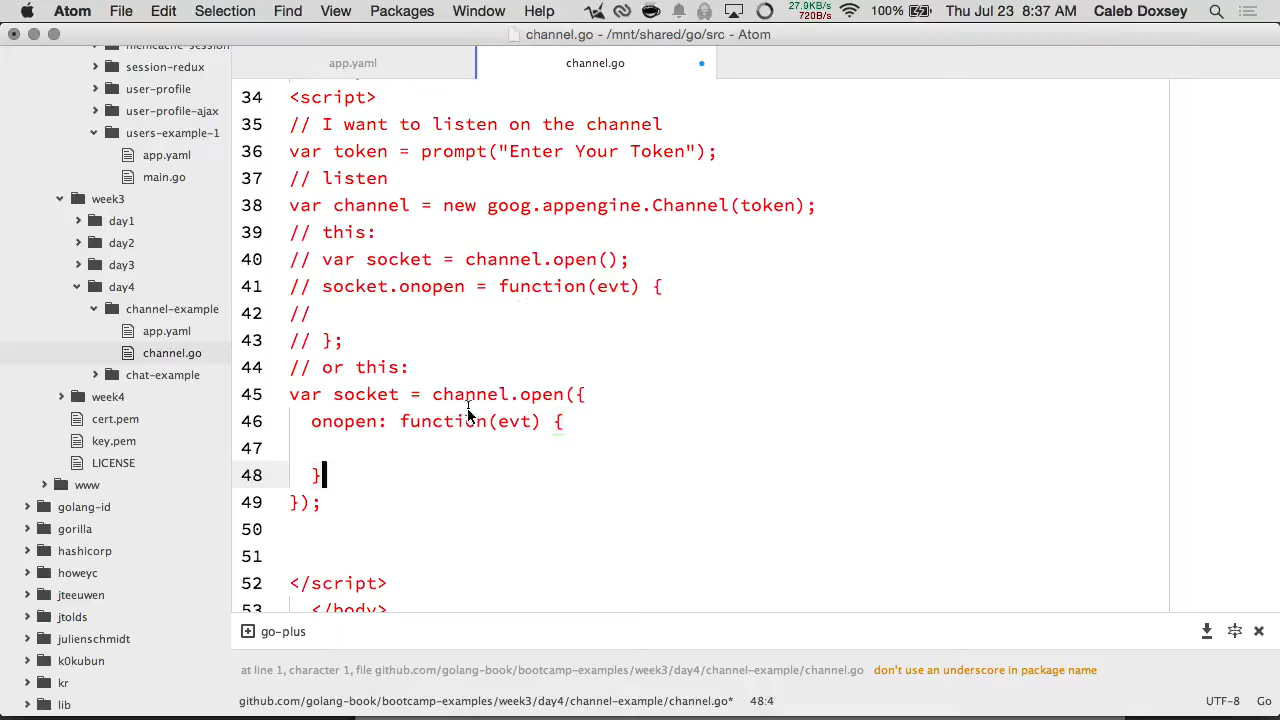 Atom File Edit Selection Find View Packages Window Help 27.9KB/s 720B/s 100% Thu Jul 23 8:37 AM Caleb Doxsey
channel.go - /mnt/shared/go/src - Atom
memcache-session
session-redux
user-profile
user-profile-ajax
users-example-1
app.yaml
main.go
week3
day1
day2
day3
day4
channel-example
app.yaml
channel.go
chat-example
week4
cert.pem
key.pem
LICENSE
www
golang-id
gorilla
hashicorp
howeyc
jteeuwen
jtolds
julienschmidt
k0kubun
kr
lib
app.yaml channel.go
34 <script>
35 // I want to listen on the channel
36 var token = prompt("Enter Your Token");
37 // listen
38 var channel = new goog.appengine.Channel(token);
39 // this:
40 // var socket = channel.open();
41 // socket.onopen = function(evt) {
42 //
43 // };
44 // or this:
45 var socket = channel.open({
46 onopen: function(evt) {
47
48 }
49 });
50
51
52 </script>
53 </body>
go-plus
at line 1, character 1, file github.com/golang-book/bootcamp-examples/week3/day4/channel-example/channel.go don't use an underscore in package name
github.com/golang-book/bootcamp-examples/week3/day4/channel-example/channel.go* 48:4 UTF-8 Go